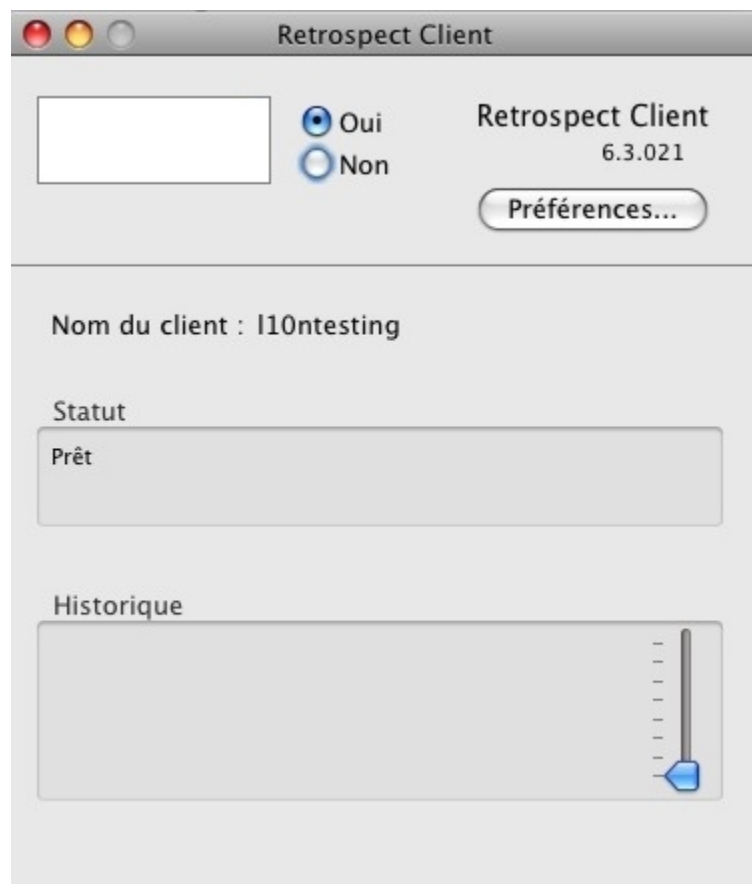 Retrospect Client
Oui
Non
Retrospect Client
6.3.021
Préférences...
Nom du client : l10ntesting
Statut
Prêt
Historique